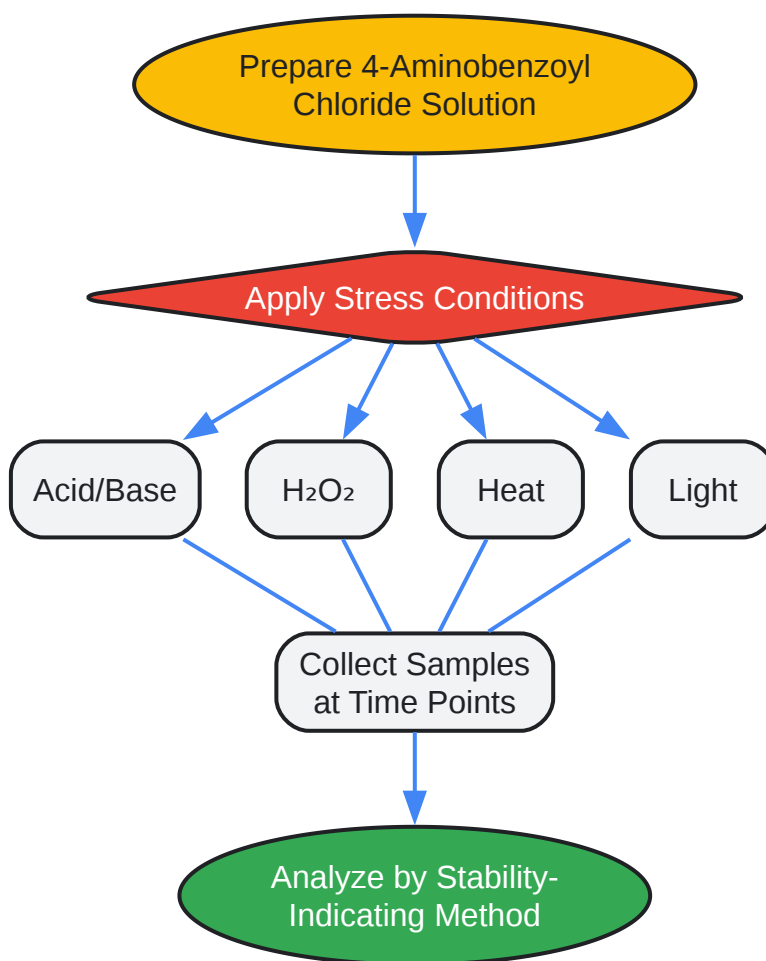 Prepare 4-Aminobenzoyl
Chloride Solution
Apply Stress Conditions
Acid/Base
H₂O₂
Heat
Light
Collect Samples
at Time Points
Analyze by Stability-
Indicating Method